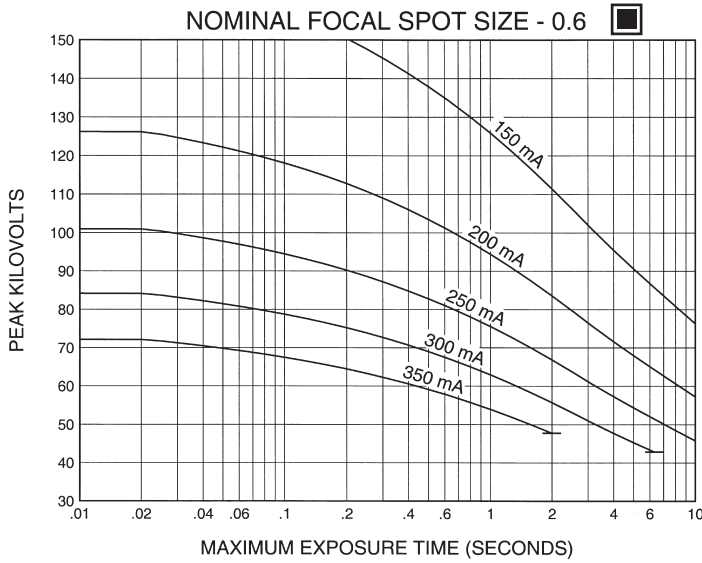 NOMINAL FOCAL SPOT SIZE - 0.6
150
140
130
120
110
100
90
80
70
60
50
40
30
PEAK KILOVOLTS
150 mA
200 mA
250 mA
300 mA
350 mA
.01 .02 .04 .06 .1 .2 .4 .6 1 2 4 6 10
MAXIMUM EXPOSURE TIME (SECONDS)